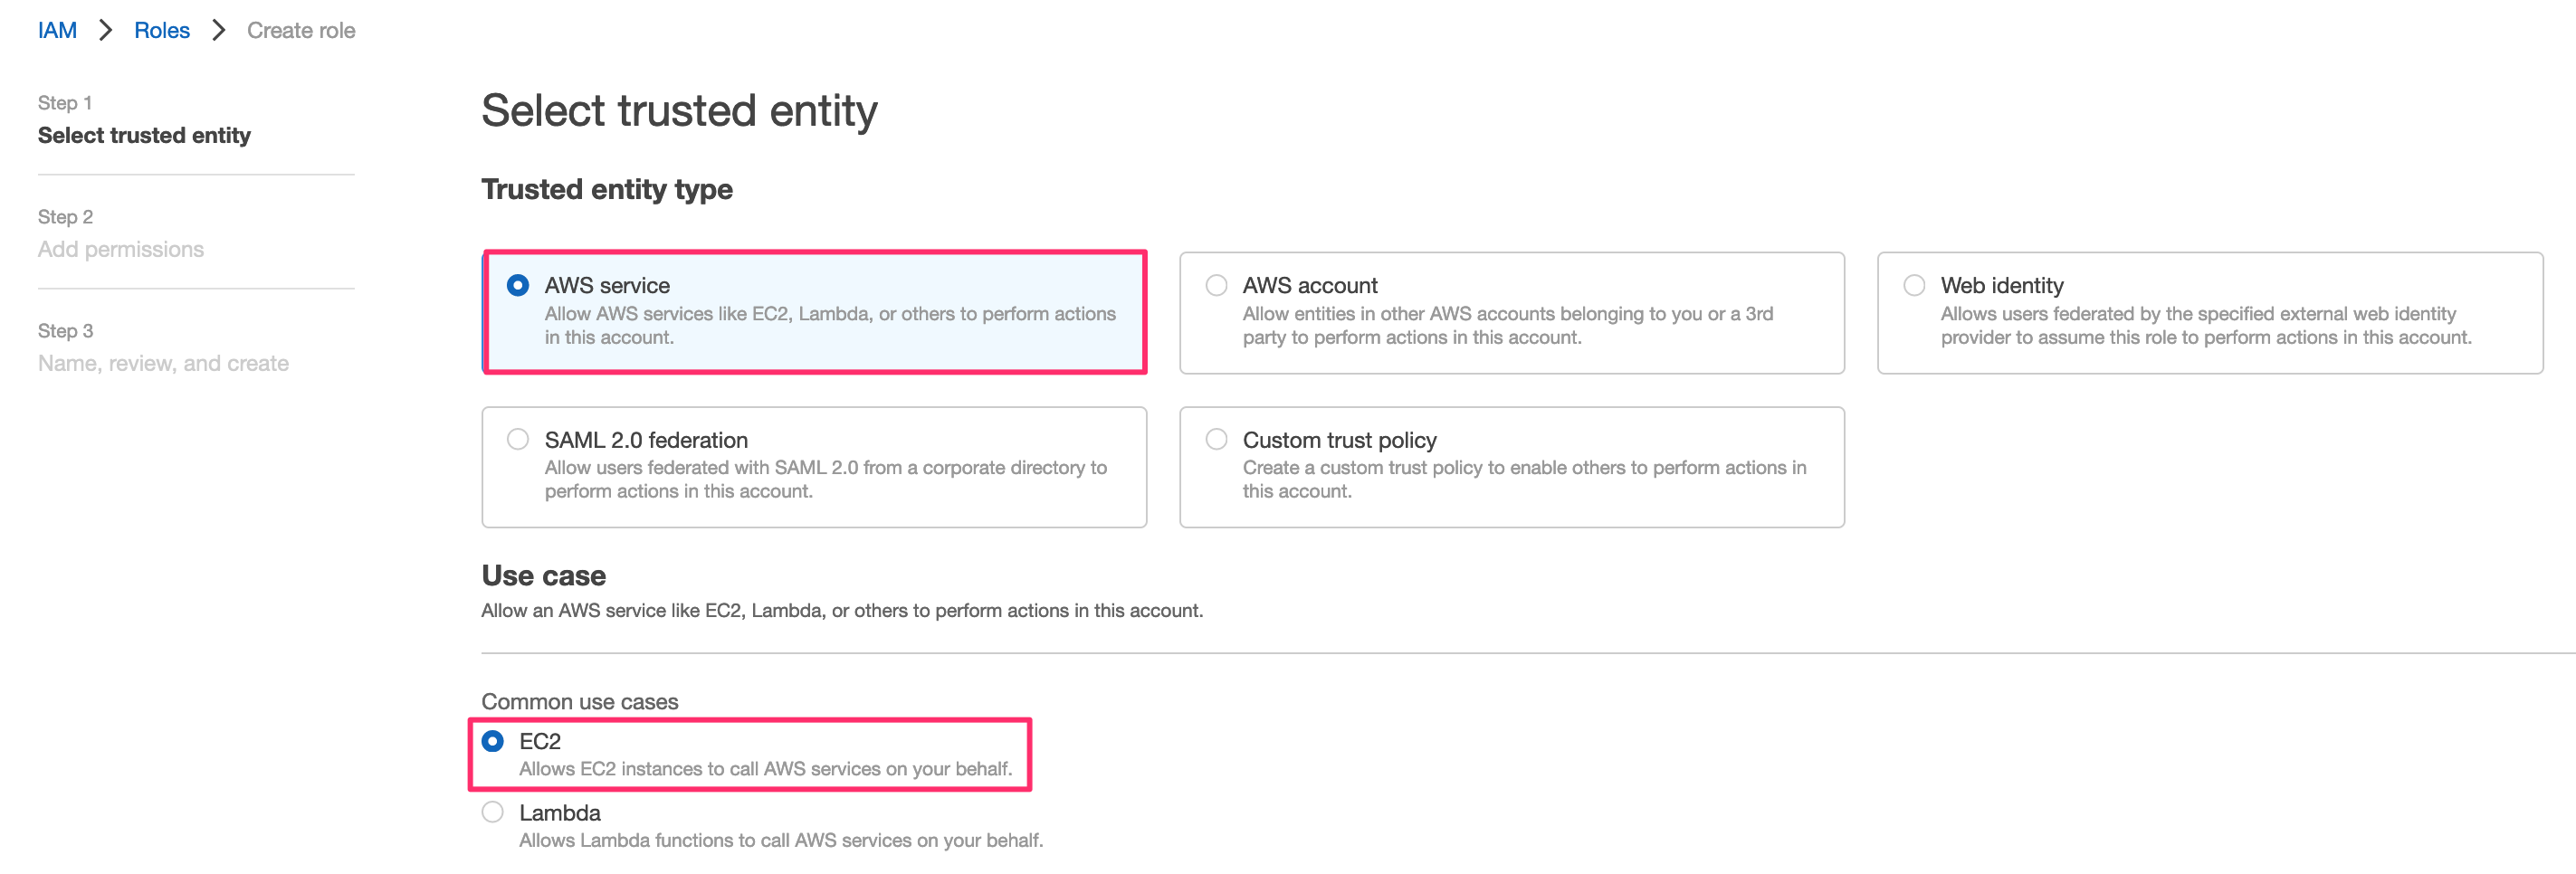 IAM > Roles > Create role
Step 1
Select trusted entity
Step 2
Add permissions
Step 3
Name, review, and create
Select trusted entity
Trusted entity type
AWS service
Allow AWS services like EC2, Lambda, or others to perform actions
in this account.
AWS account
Allow entities in other AWS accounts belonging to you or a 3rd
party to perform actions in this account.
Web identity
Allows users federated by the specified external web identity
provider to assume this role to perform actions in this account.
SAML 2.0 federation
Allow users federated with SAML 2.0 from a corporate directory to
perform actions in this account.
Custom trust policy
Create a custom trust policy to enable others to perform actions in
this account.
Use case
Allow an AWS service like EC2, Lambda, or others to perform actions in this account.
Common use cases
EC2
Allows EC2 instances to call AWS services on your behalf.
Lambda
Allows Lambda functions to call AWS services on your behalf.